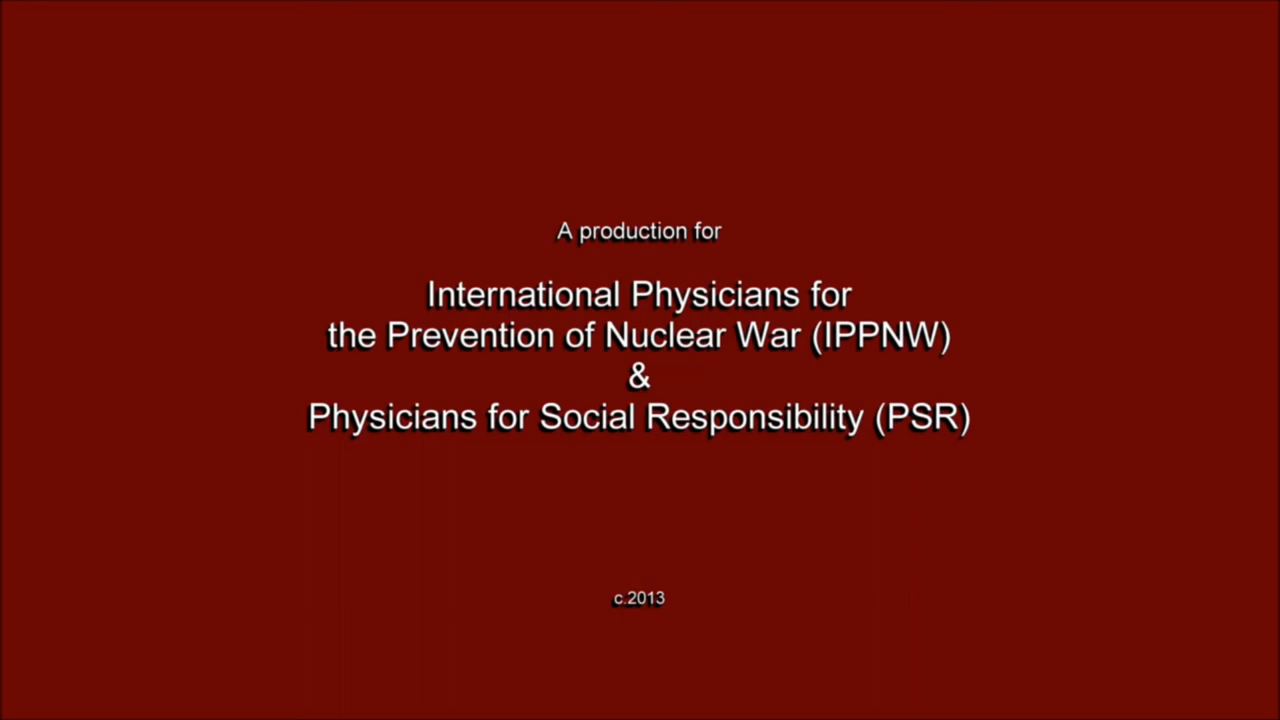 A production for
International Physicians for
the Prevention of Nuclear War (IPPNW)
&
Physicians for Social Responsibility (PSR)
c.2013